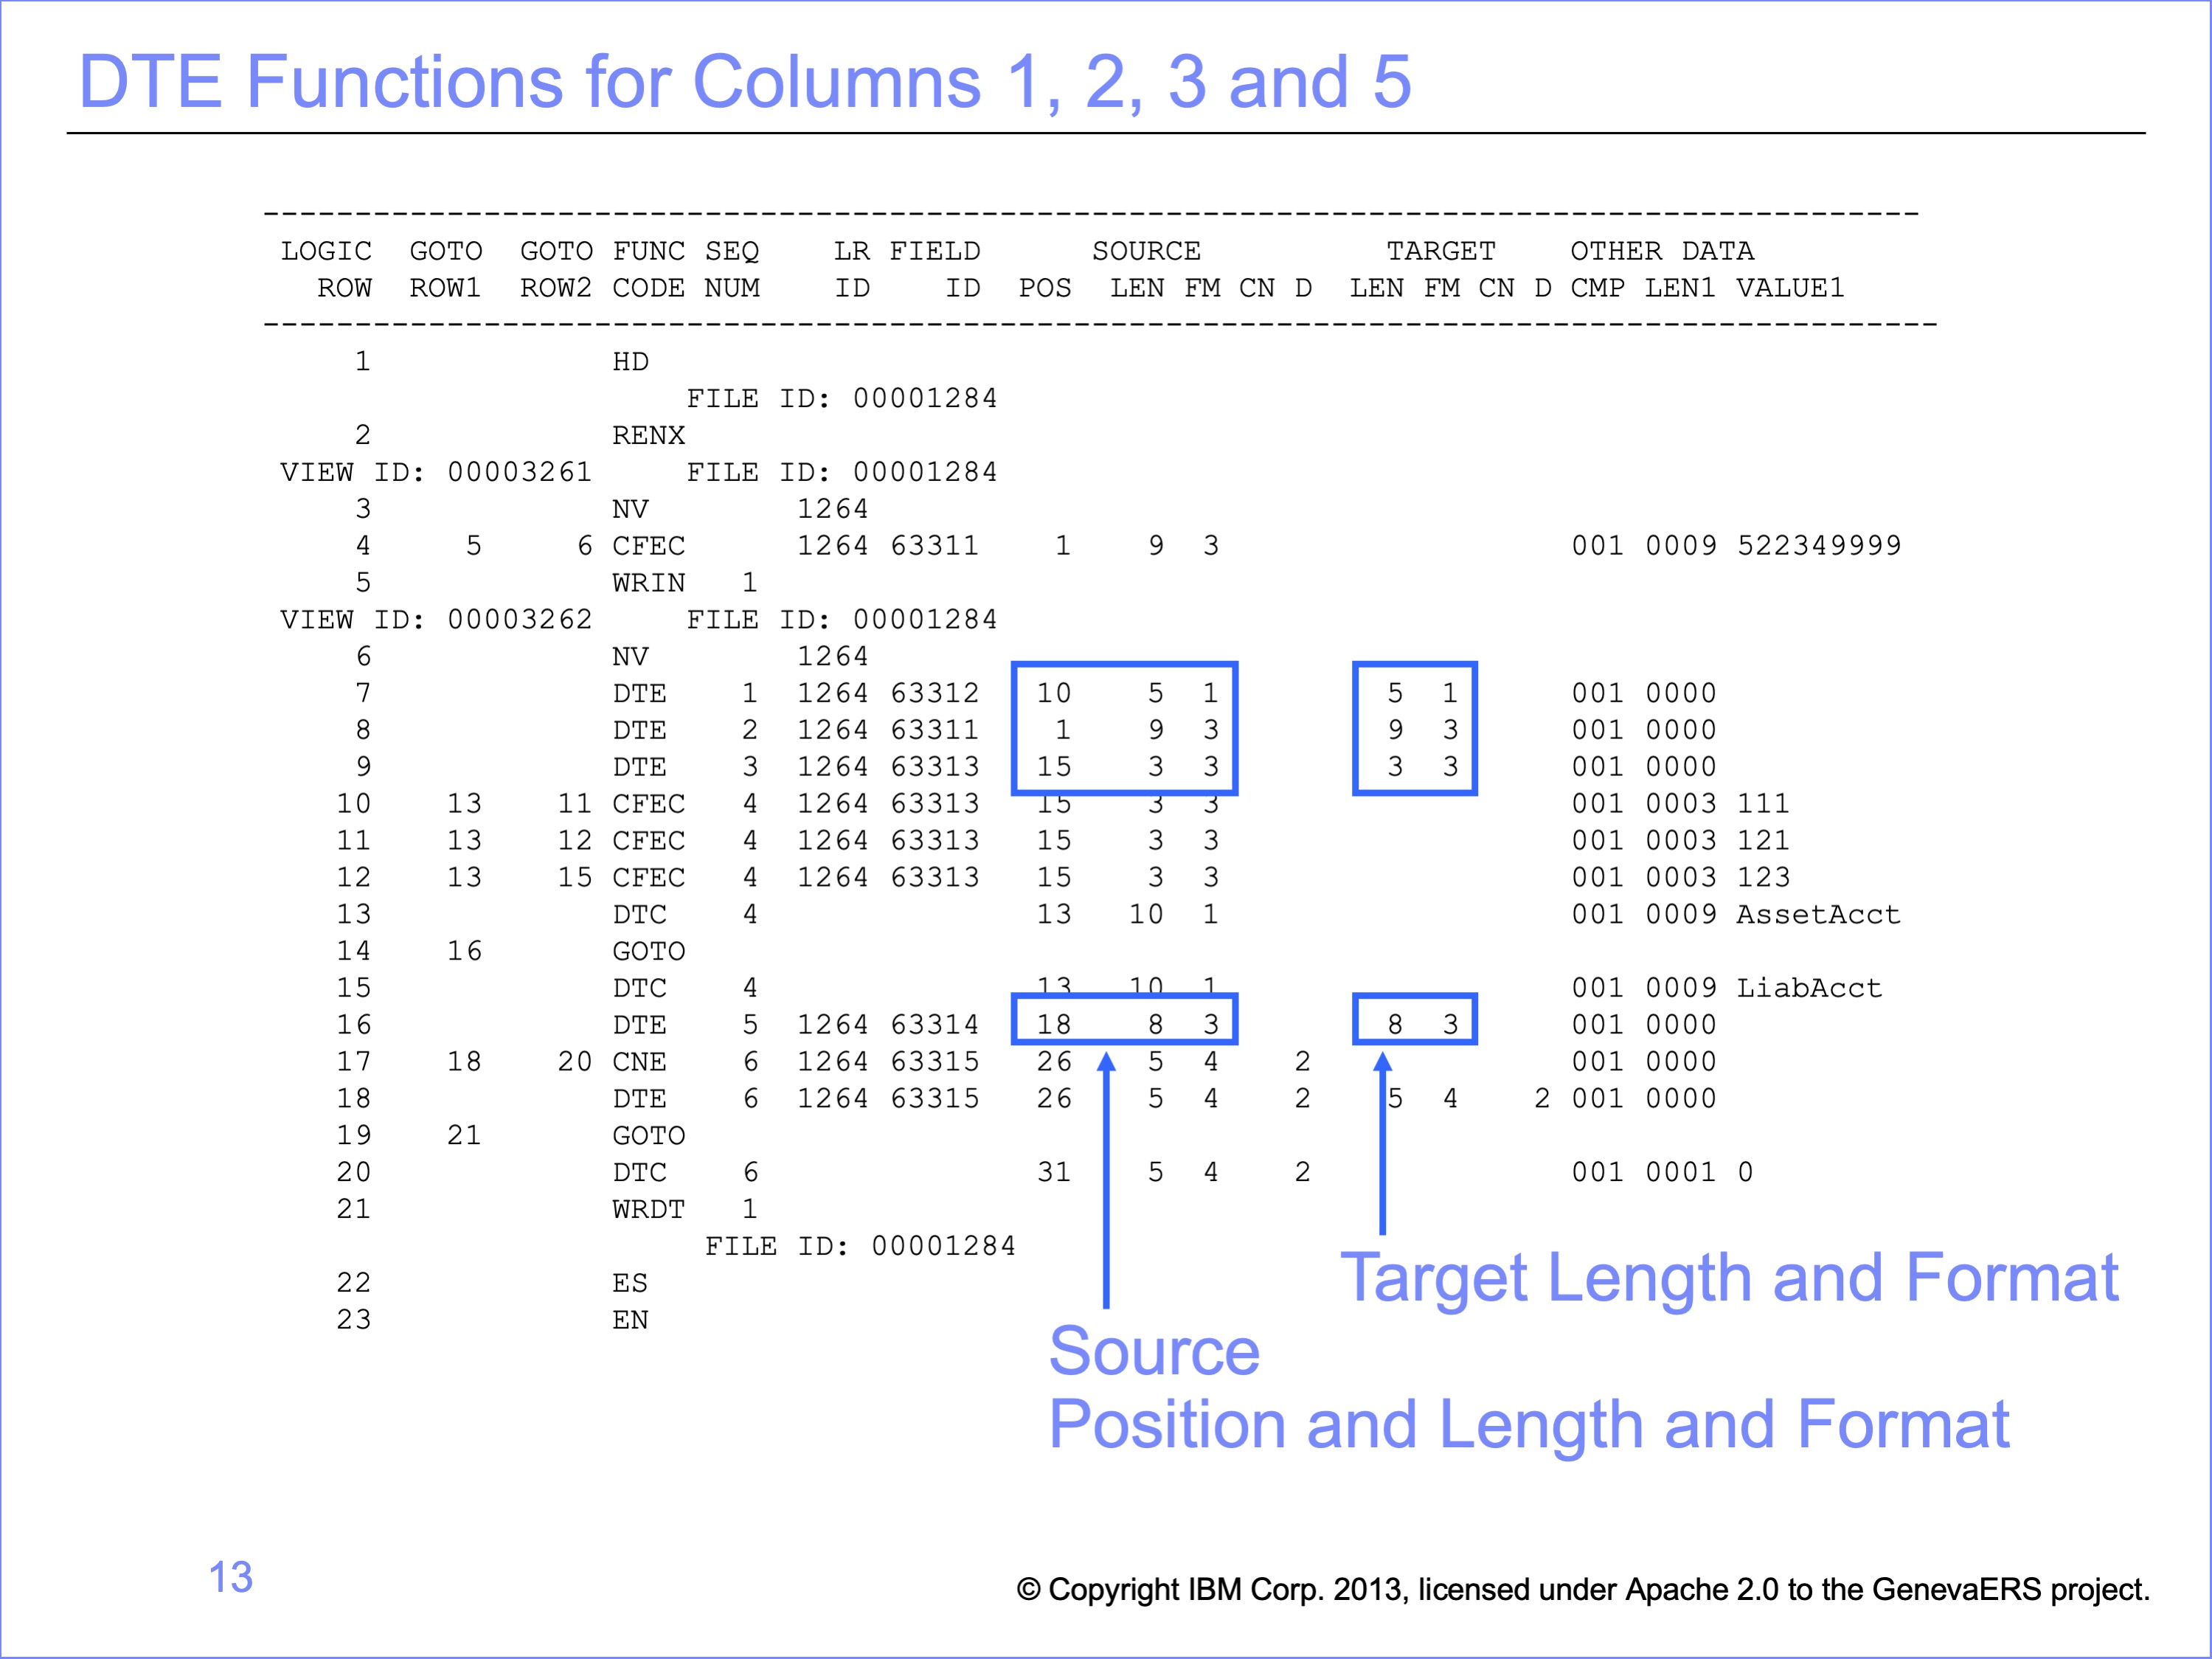 DTE Functions for Columns 1, 2, 3 and 5
------------------------------------------------------------------------------------------
LOGIC  GOTO  GOTO FUNC SEQ    LR FIELD      SOURCE          TARGET    OTHER DATA
  ROW  ROW1  ROW2 CODE NUM    ID    ID  POS  LEN FM CN D  LEN FM CN D CMP LEN1 VALUE1
-------------------------------------------------------------------------------------------
    1             HD
                      FILE ID: 00001284
    2             RENX
VIEW ID: 00003261     FILE ID: 00001284
    3             NV        1264
    4     5     6 CFEC      1264 63311    1    9  3                   001 0009 522349999
    5             WRIN   1
VIEW ID: 00003262     FILE ID: 00001284
    6             NV        1264
    7             DTE    1  1264 63312   10    5  1         5  1      001 0000
    8             DTE    2  1264 63311    1    9  3         9  3      001 0000
    9             DTE    3  1264 63313   15    3  3         3  3      001 0000
   10    13    11 CFEC   4  1264 63313   15    3  3                   001 0003 111
   11    13    12 CFEC   4  1264 63313   15    3  3                   001 0003 121
   12    13    15 CFEC   4  1264 63313   15    3  3                   001 0003 123
   13             DTC    4               13   10  1                   001 0009 AssetAcct
   14    16       GOTO
   15             DTC    4               13   10  1                   001 0009 LiabAcct
   16             DTE    5  1264 63314   18    8  3         8  3      001 0000
   17    18    20 CNE    6  1264 63315   26    5  4    2              001 0000
   18             DTE    6  1264 63315   26    5  4    2    5  4    2 001 0000
   19    21       GOTO
   20             DTC    6               31    5  4    2              001 0001 0
   21             WRDT   1
                       FILE ID: 00001284
   22             ES
   23             EN
Target Length and Format
Source
Position and Length and Format
13
© Copyright IBM Corp. 2013, licensed under Apache 2.0 to the GenevaERS project.